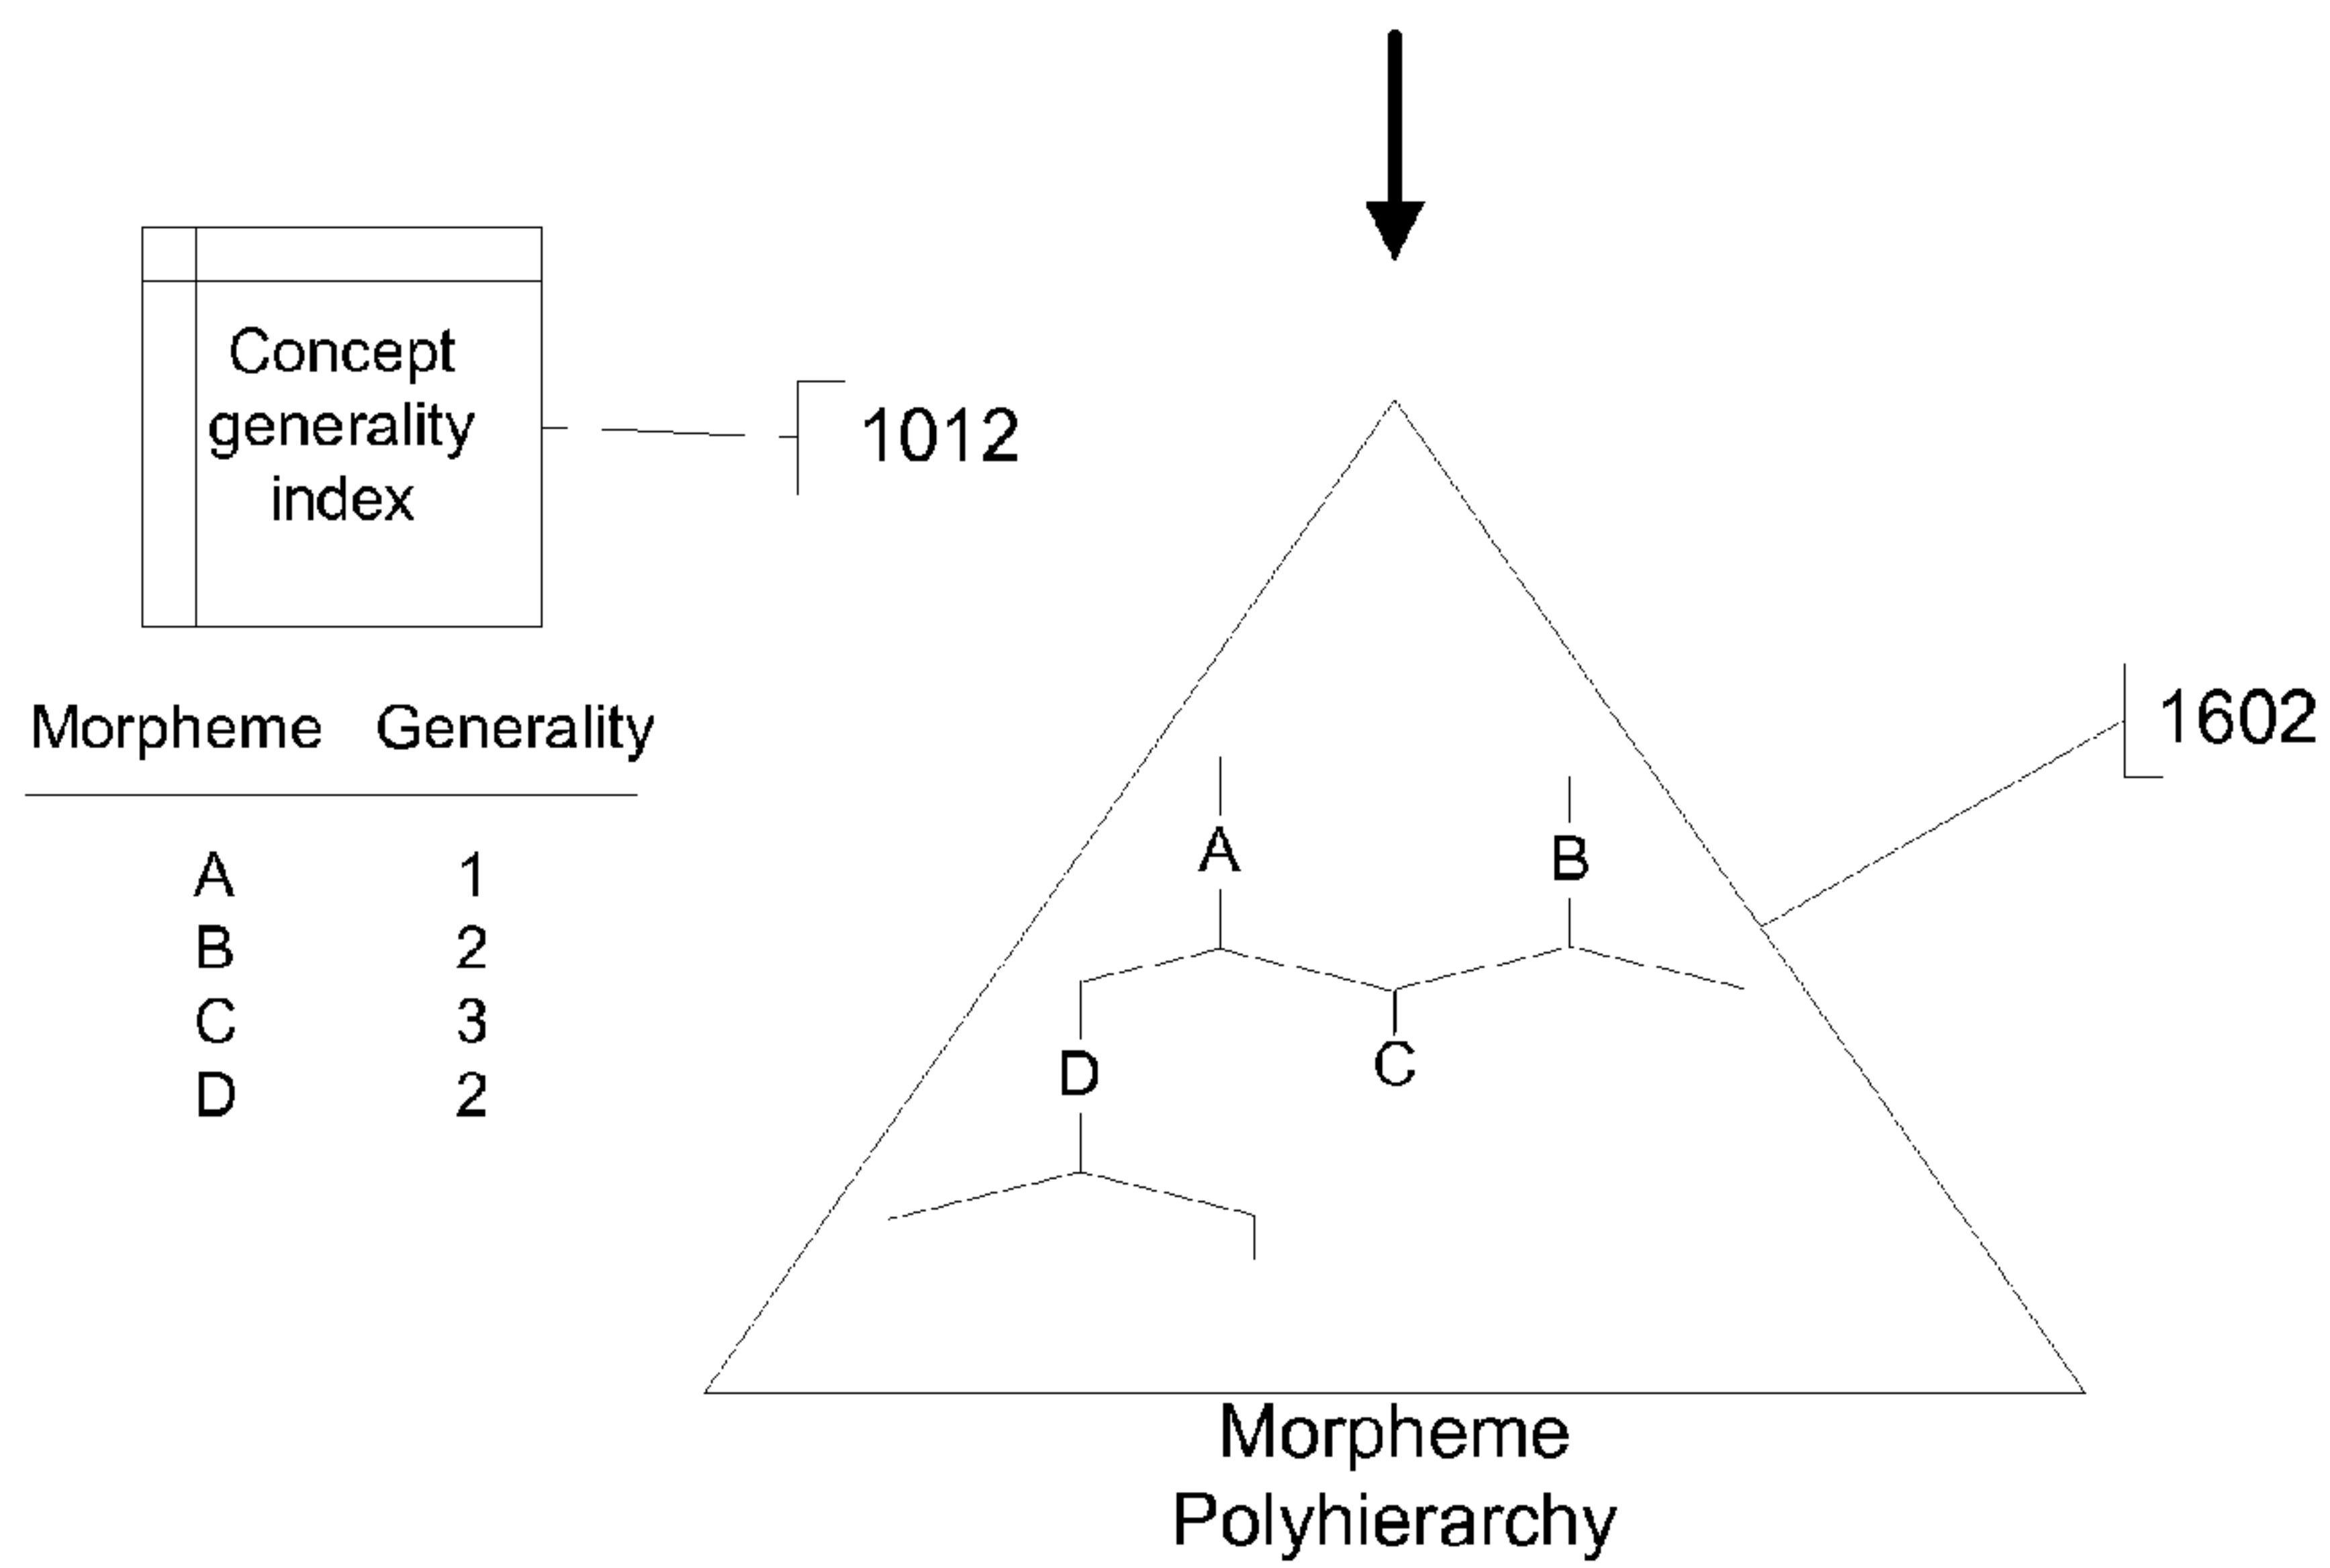 Concept
generality
index
1012
Morpheme Generality
A 1
B 2
C 3
D 2
1602
A
B
D
C
Morpheme
Polyhierarchy